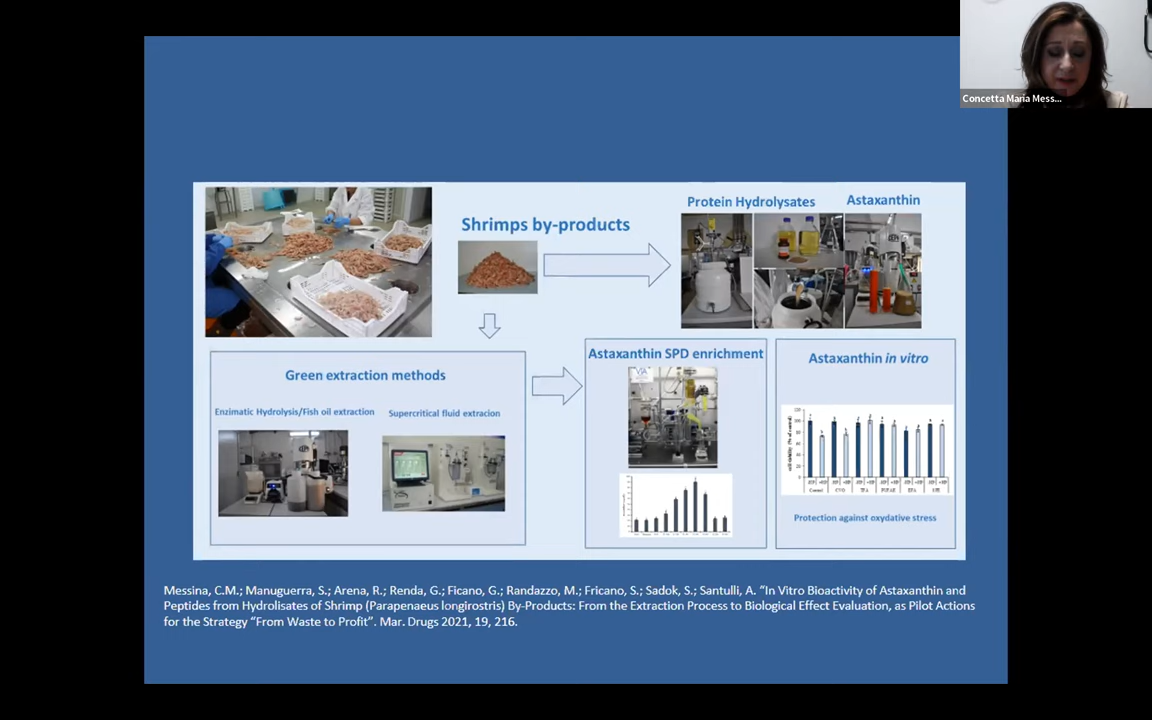 Concetta Maria Mess...
Protein Hydrolysates
Astaxanthin
Shrimps by-products
Green extraction methods
Enzimatic Hydrolysis/Fish oil extraction
Supercritical fluid extracion
Astaxanthin SPD enrichment
Astaxanthin in vitro
Control
Protection against oxydative stress
Messina, C.M.; Manuguerra, S.; Arena, R.; Renda, G.; Ficano, G.; Randazzo, M.; Fricano, S.; Sadok, S.; Santulli, A. “In Vitro Bioactivity of Astaxanthin and
Peptides from Hydrolisates of Shrimp (Parapenaeus longirostris) By-Products: From the Extraction Process to Biological Effect Evaluation, as Pilot Actions
for the Strategy “From Waste to Profit”. Mar. Drugs 2021, 19, 216.